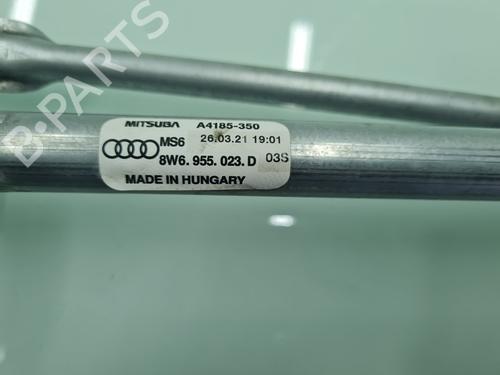 MITSUBA A4185-350
MS6 26.03.21 19:01
8W6. 955. 023. D 03S
MADE IN HUNGARY
B-PARTS